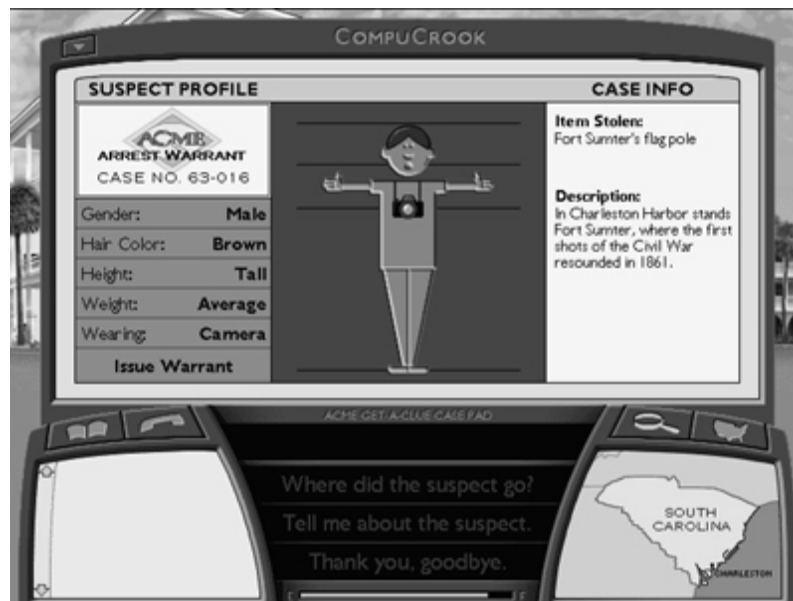 COMPUCROOK
SUSPECT PROFILE
CASE INFO
ACME
ARREST WARRANT
CASE NO. 63-016
Gender: Male
Hair Color: Brown
Height: Tall
Weight: Average
Wearing: Camera
Issue Warrant
Item Stolen:
Fort Sumter's flag pole
Description:
In Charleston Harbor stands
Fort Sumter, where the first
shots of the Civil War
resounded in 1861.
ACME GET-A-CLUE CASE PAD
Where did the suspect go?
Tell me about the suspect.
Thank you, goodbye.
E F
SOUTH
CAROLINA
CHARLESTON